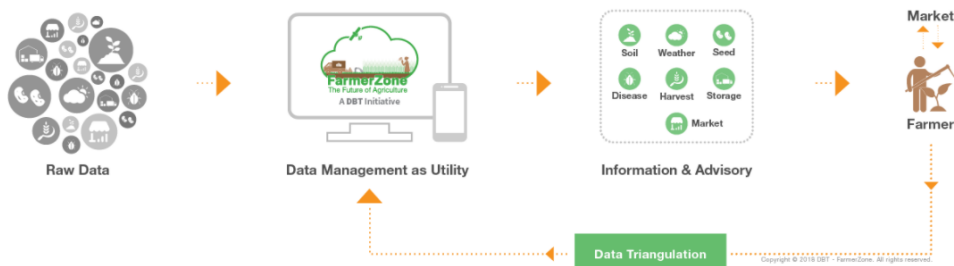 Raw Data
FarmerZone
The Future of Agriculture
A DBT Initiative
Data Management as Utility
Soil
Weather
Seed
Disease
Harvest
Storage
Market
Information & Advisory
Market
Farmer
Data Triangulation
Copyright © 2018 DBT - FarmerZone. All rights reserved.